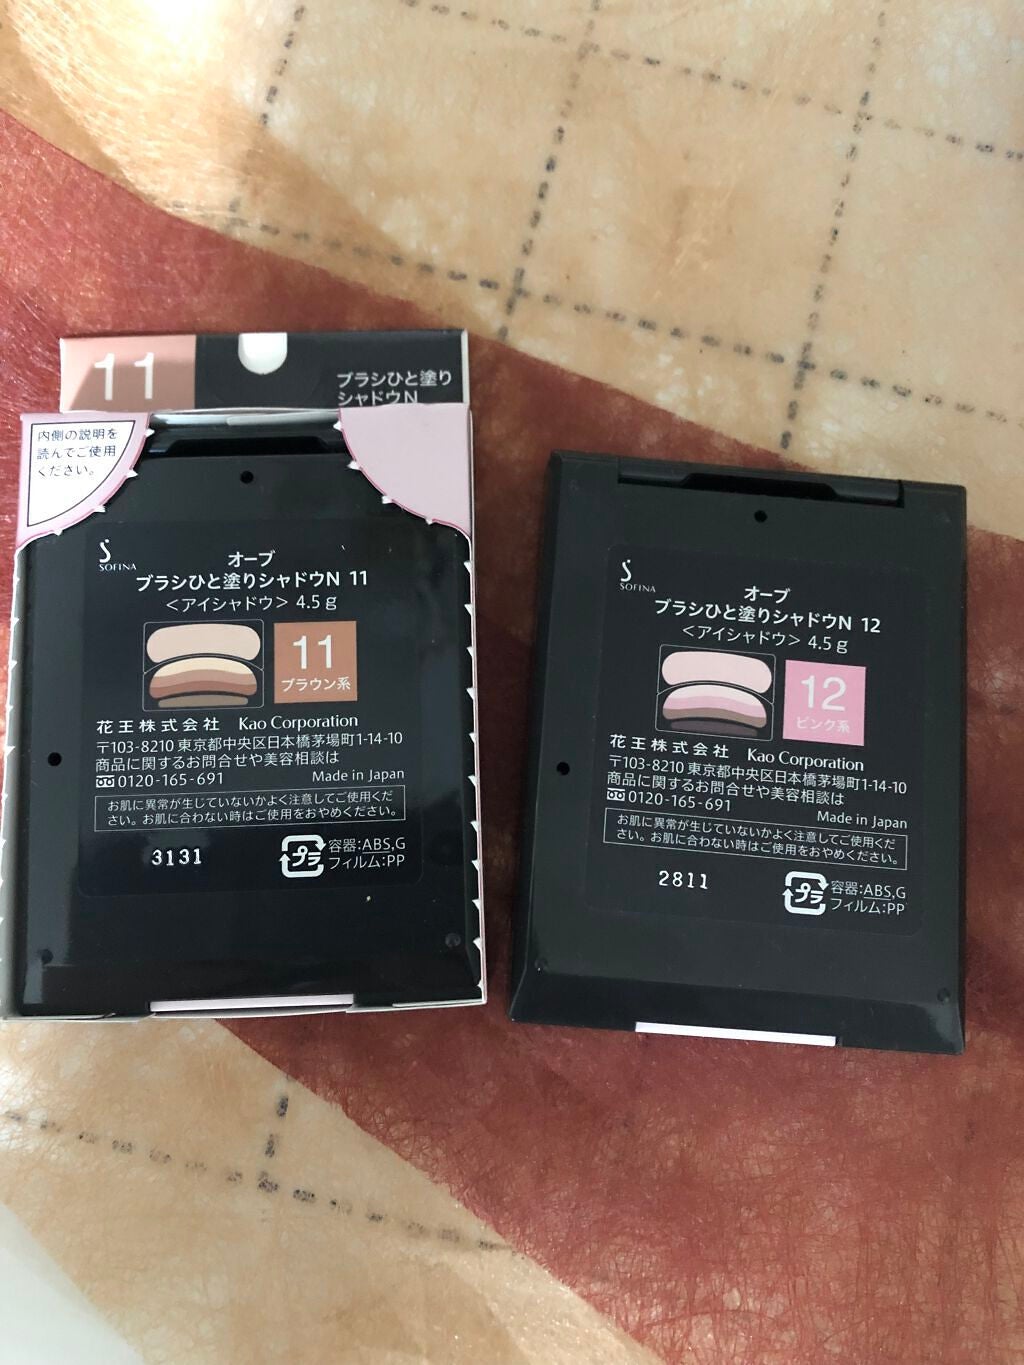 11
ブラシひと塗り
シャドウN
内側の説明を
読んでご使用
ください。
SOFINA
オーブ
ブラシひと塗りシャドウN 11
＜アイシャドウ＞ 4.5g
11
ブラウン系
花王株式会社 Kao Corporation
〒103-8210 東京都中央区日本橋茅場町1-14-10
商品に関するお問合せや美容相談は
0120-165-691 Made in Japan
お肌に異常が生じていないかよく注意してご使用くだ
さい。お肌に合わない時はご使用をおやめください。
3131
プラ
容器:ABS,G
フィルム:PP
SOFINA
オーブ
ブラシひと塗りシャドウN 12
＜アイシャドウ＞ 4.5g
12
ピンク系
花王株式会社 Kao Corporation
〒103-8210 東京都中央区日本橋茅場町1-14-10
商品に関するお問合せや美容相談は
0120-165-691
Made in Japan
お肌に異常が生じていないかよく注意してご使用くだ
さい。お肌に合わない時はご使用をおやめください。
2811
プラ
容器:ABS,G
フィルム:PP